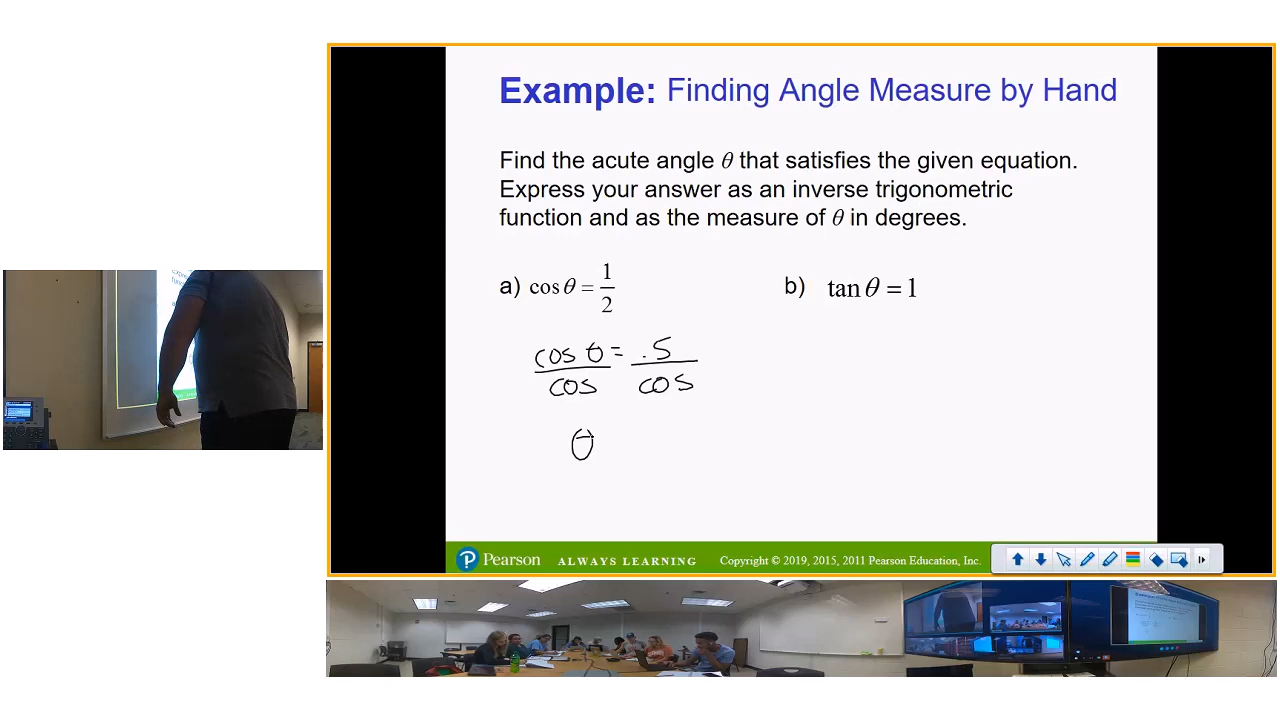 Example: Finding Angle Measure by Hand
Find the acute angle θ that satisfies the given equation.
Express your answer as an inverse trigonometric
function and as the measure of θ in degrees.
a) cos θ = 1/2
b) tan θ = 1
cos θ = .5
cos cos
θ
Pearson ALWAYS LEARNING Copyright © 2019, 2015, 2011 Pearson Education, Inc.